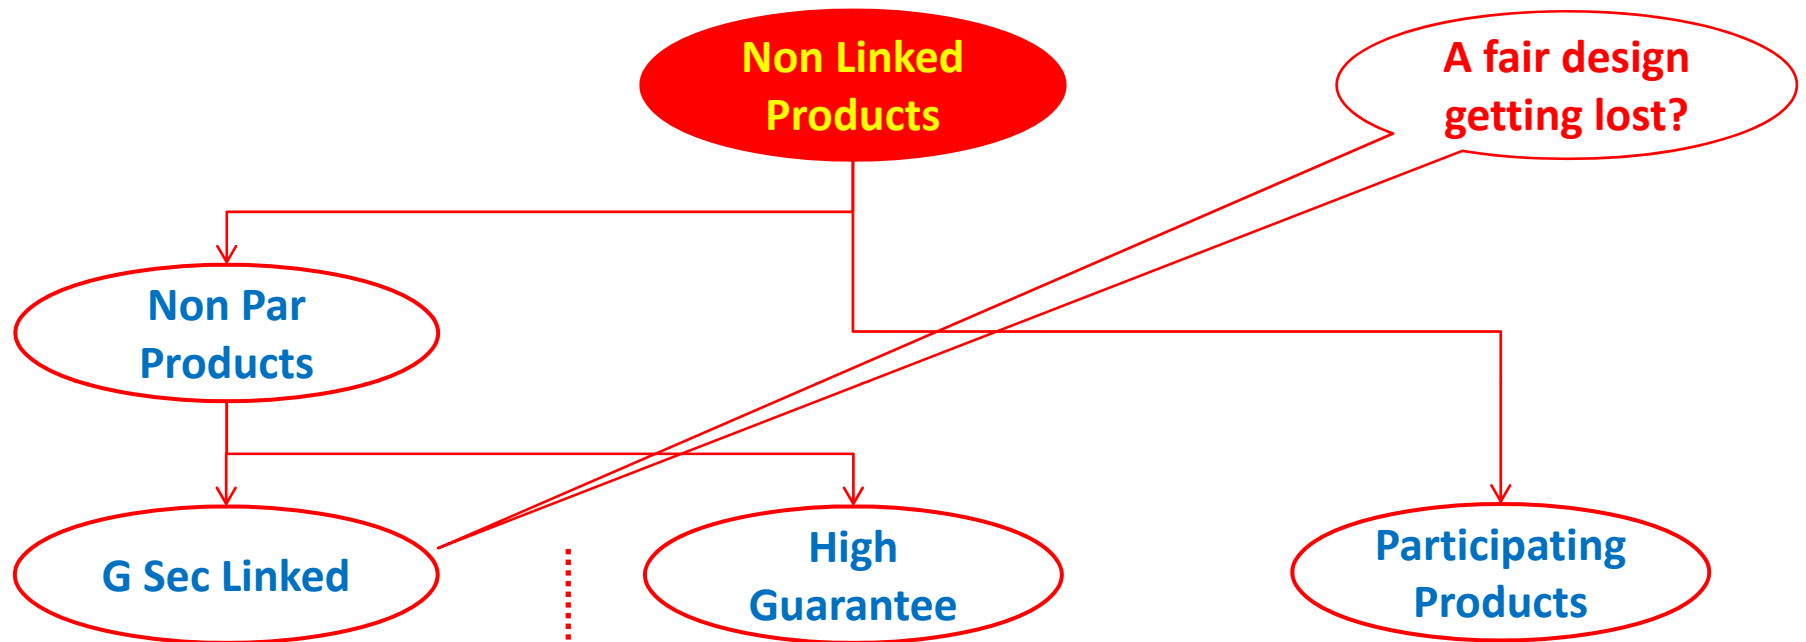 Non Linked
Products
A fair design
getting lost?
Non Par
Products
G Sec Linked
High
Guarantee
Participating
Products